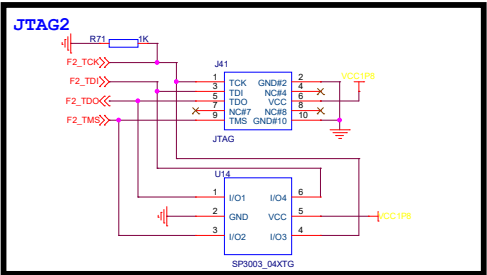 JTAG2
R71 1K
J41
F2_TCK
F2_TDI
F2_TDO
F2_TMS
1 TCK GND#2 2
3 TDI NC#4 4
5 TDO VCC 6
7 NC#7 NC#8 8
9 TMS GND#10 10
VCC1P8
JTAG
U14
1 I/O1 I/O4 6
2 GND VCC 5
3 I/O2 I/O3 4
SP3003_04XTG